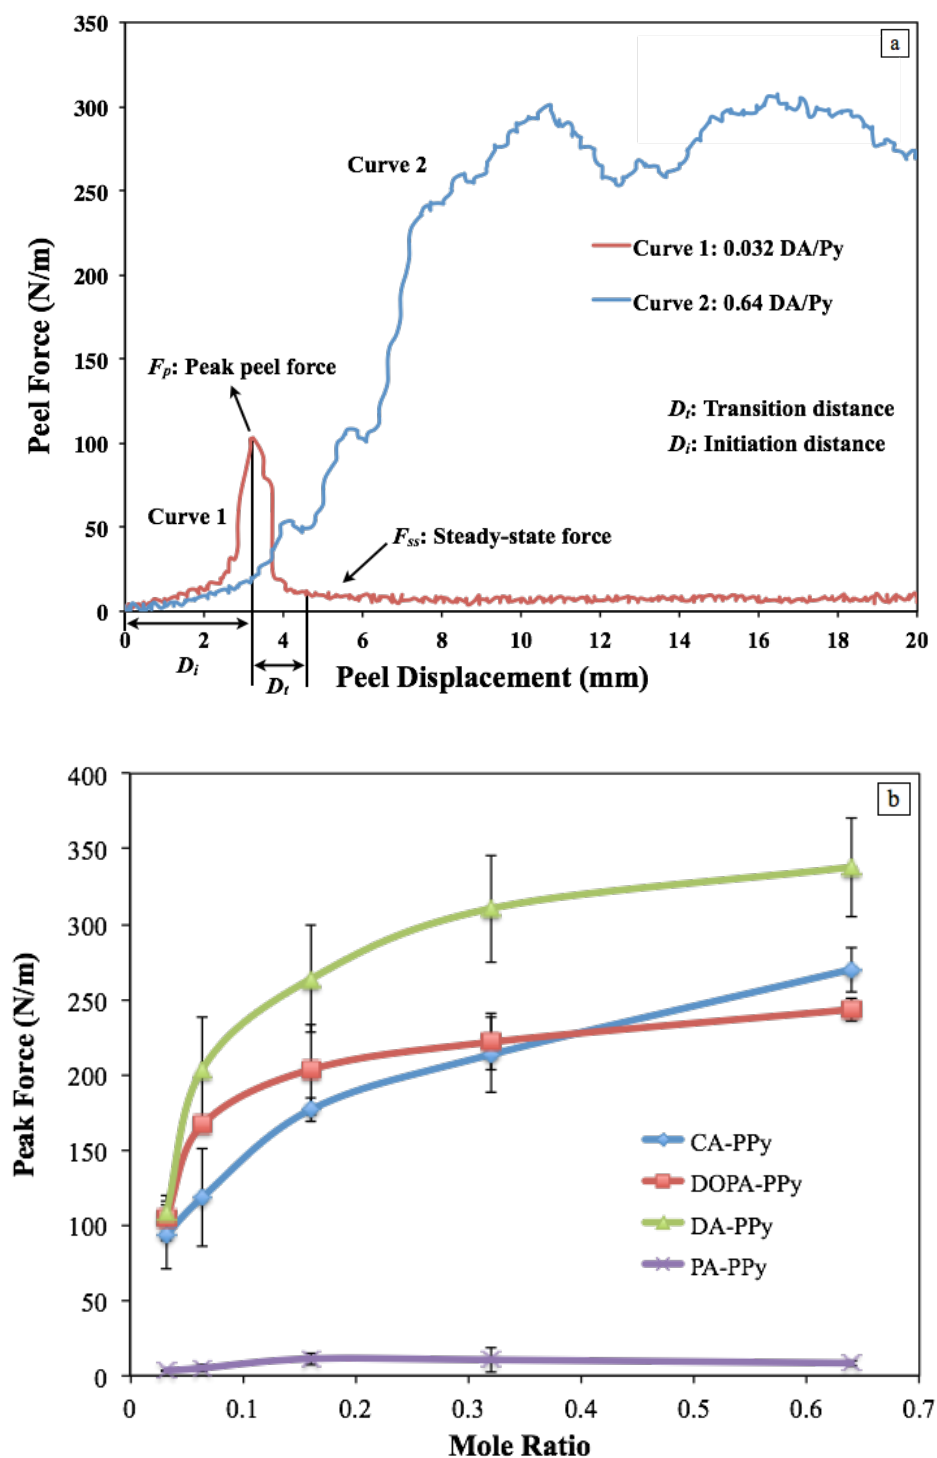 a
350
300
250
200
150
100
50
0
Peel Force (N/m)
Curve 2
Curve 1: 0.032 DA/Py
Curve 2: 0.64 DA/Py
Fp: Peak peel force
Dt: Transition distance
Di: Initiation distance
Curve 1
Fss: Steady-state force
0 2 4 6 8 10 12 14 16 18 20
Di
Dt
Peel Displacement (mm)
b
400
350
300
250
200
150
100
50
0
Peak Force (N/m)
CA-PPy
DOPA-PPy
DA-PPy
PA-PPy
0 0.1 0.2 0.3 0.4 0.5 0.6 0.7
Mole Ratio